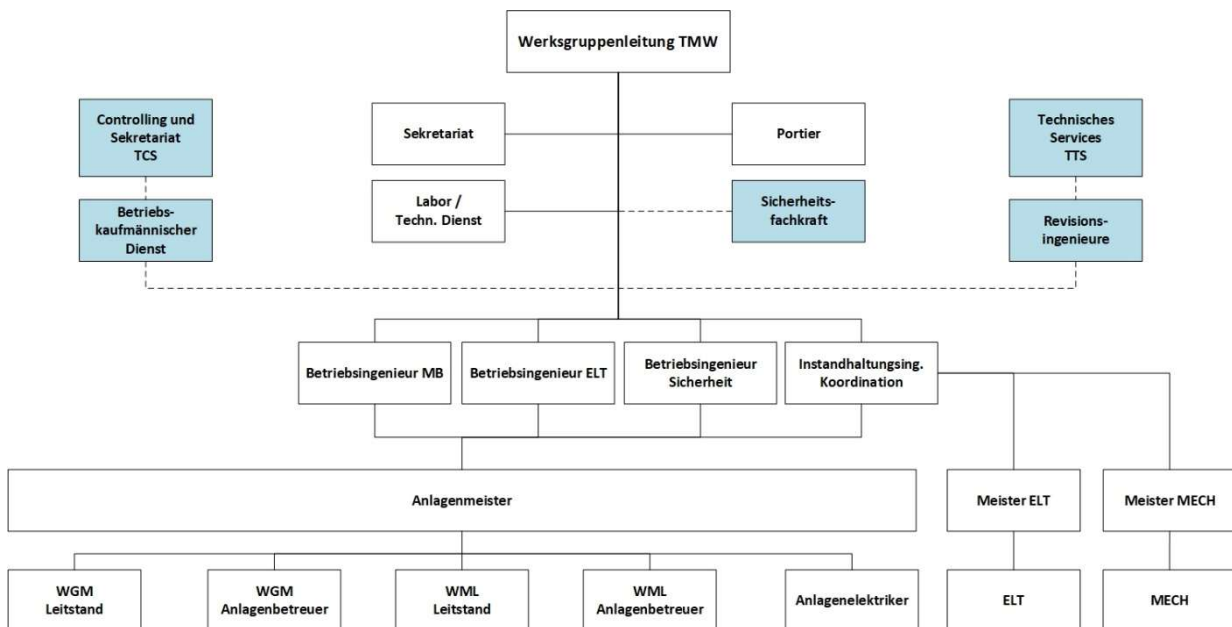 Werksgruppenleitung TMW
Controlling und
Sekretariat
TCS
Sekretariat
Portier
Technisches
Services
TTS
Betriebs-
kaufmännischer
Dienst
Labor /
Techn. Dienst
Sicherheits-
fachkraft
Revisions-
ingenieure
Betriebsingenieur MB
Betriebsingenieur ELT
Betriebsingenieur
Sicherheit
Instandhaltungsing.
Koordination
Anlagenmeister
Meister ELT
Meister MECH
WGM
Leitstand
WGM
Anlagenbetreuer
WML
Leitstand
WML
Anlagenbetreuer
Anlagenelektriker
ELT
MECH